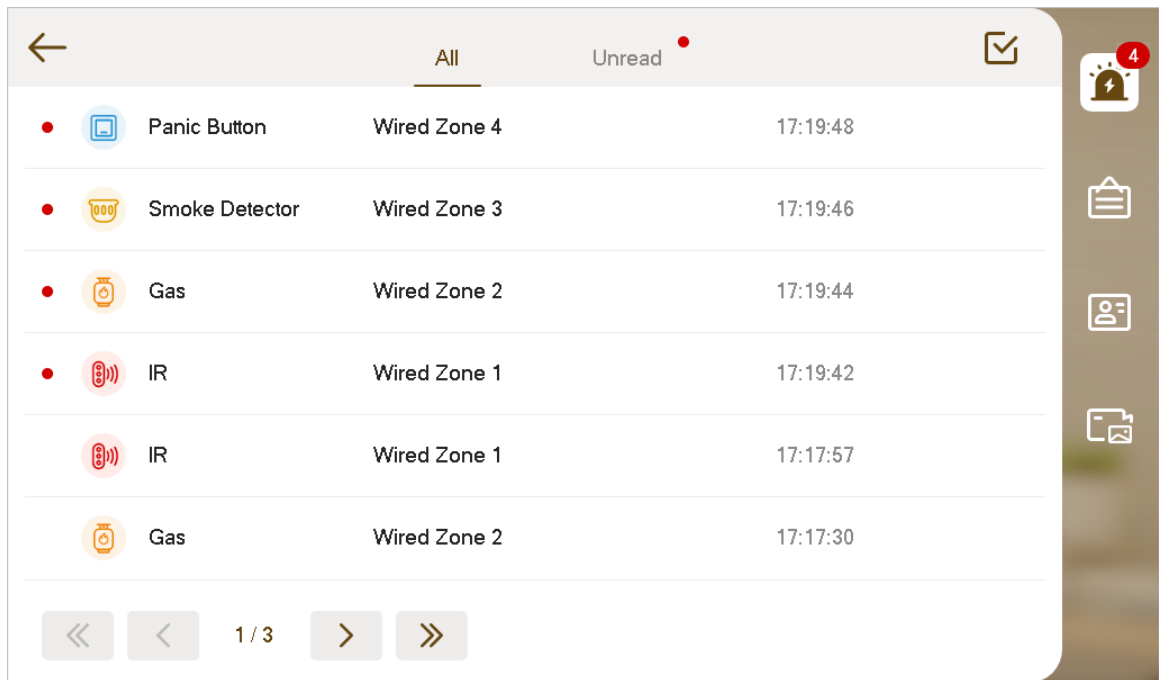 All Unread
4
Panic Button Wired Zone 4 17:19:48
Smoke Detector Wired Zone 3 17:19:46
Gas Wired Zone 2 17:19:44
IR Wired Zone 1 17:19:42
IR Wired Zone 1 17:17:57
Gas Wired Zone 2 17:17:30
1 / 3